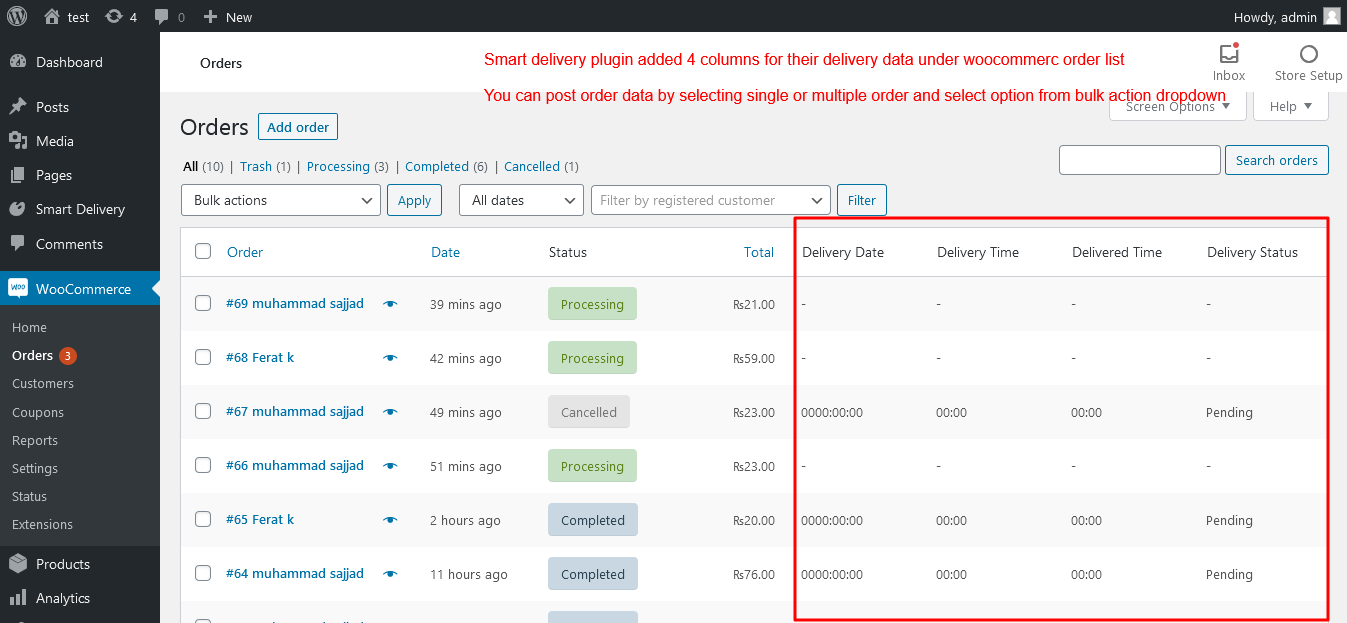 test 4 0 New Howdy, admin
Dashboard
Posts
Media
Pages
Smart Delivery
Comments
WooCommerce
Home
Orders 3
Customers
Coupons
Reports
Settings
Status
Extensions
Products
Analytics
Orders
Smart delivery plugin added 4 columns for their delivery data under woocommerc order list
You can post order data by selecting single or multiple order and select option from bulk action dropdown
Inbox Store Setup
Screen Options Help
Orders Add order
All (10) | Trash (1) | Processing (3) | Completed (6) | Cancelled (1)
Search orders
Bulk actions Apply All dates Filter by registered customer Filter
Order Date Status Total Delivery Date Delivery Time Delivered Time Delivery Status
#69 muhammad sajjad 39 mins ago Processing ₨21.00 - - - -
#68 Ferat k 42 mins ago Processing ₨59.00 - - - -
#67 muhammad sajjad 49 mins ago Cancelled ₨23.00 0000:00:00 00:00 00:00 Pending
#66 muhammad sajjad 51 mins ago Processing ₨23.00 - - - -
#65 Ferat k 2 hours ago Completed ₨20.00 0000:00:00 00:00 00:00 Pending
#64 muhammad sajjad 11 hours ago Completed ₨76.00 0000:00:00 00:00 00:00 Pending